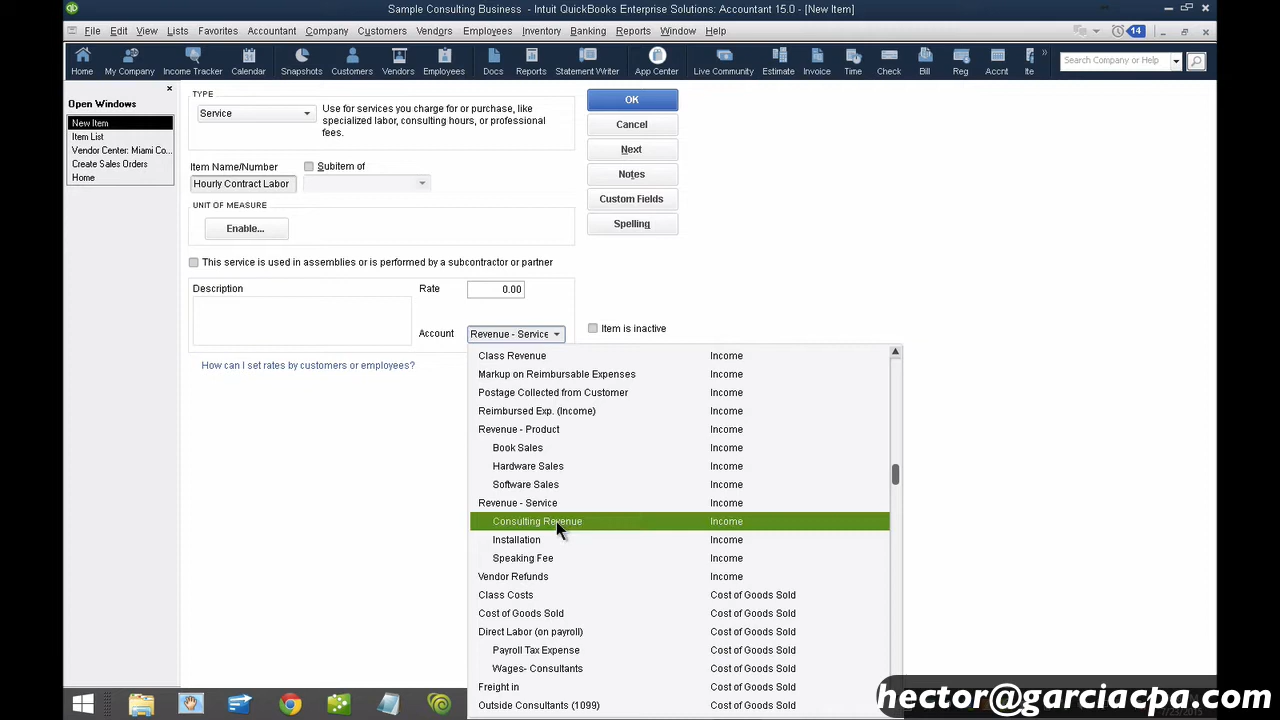 Sample Consulting Business - Intuit QuickBooks Enterprise Solutions: Accountant 15.0 - [New Item]
File Edit View Lists Favorites Accountant Company Customers Vendors Employees Inventory Banking Reports Window Help 14
Home My Company Income Tracker Calendar Snapshots Customers Vendors Employees Docs Reports Statement Writer App Center Live Community Estimate Invoice Time Check Bill Reg Accnt Ite Search Company or Help
Open Windows
New Item
Item List
Vendor Center: Miami Co...
Create Sales Orders
Home
TYPE
Service
Use for services you charge for or purchase, like
specialized labor, consulting hours, or professional
fees.
OK
Cancel
Next
Notes
Custom Fields
Spelling
Item Name/Number Subitem of
Hourly Contract Labor
UNIT OF MEASURE
Enable...
This service is used in assemblies or is performed by a subcontractor or partner
Description Rate 0.00
Account Revenue - Service Item is inactive
How can I set rates by customers or employees?
Class Revenue Income
Markup on Reimbursable Expenses Income
Postage Collected from Customer Income
Reimbursed Exp. (Income) Income
Revenue - Product Income
Book Sales Income
Hardware Sales Income
Software Sales Income
Revenue - Service Income
Consulting Revenue Income
Installation Income
Speaking Fee Income
Vendor Refunds Income
Class Costs Cost of Goods Sold
Cost of Goods Sold Cost of Goods Sold
Direct Labor (on payroll) Cost of Goods Sold
Payroll Tax Expense Cost of Goods Sold
Wages- Consultants Cost of Goods Sold
Freight in Cost of Goods Sold
Outside Consultants (1099) Cost of Goods Sold
hector@garciacpa.com